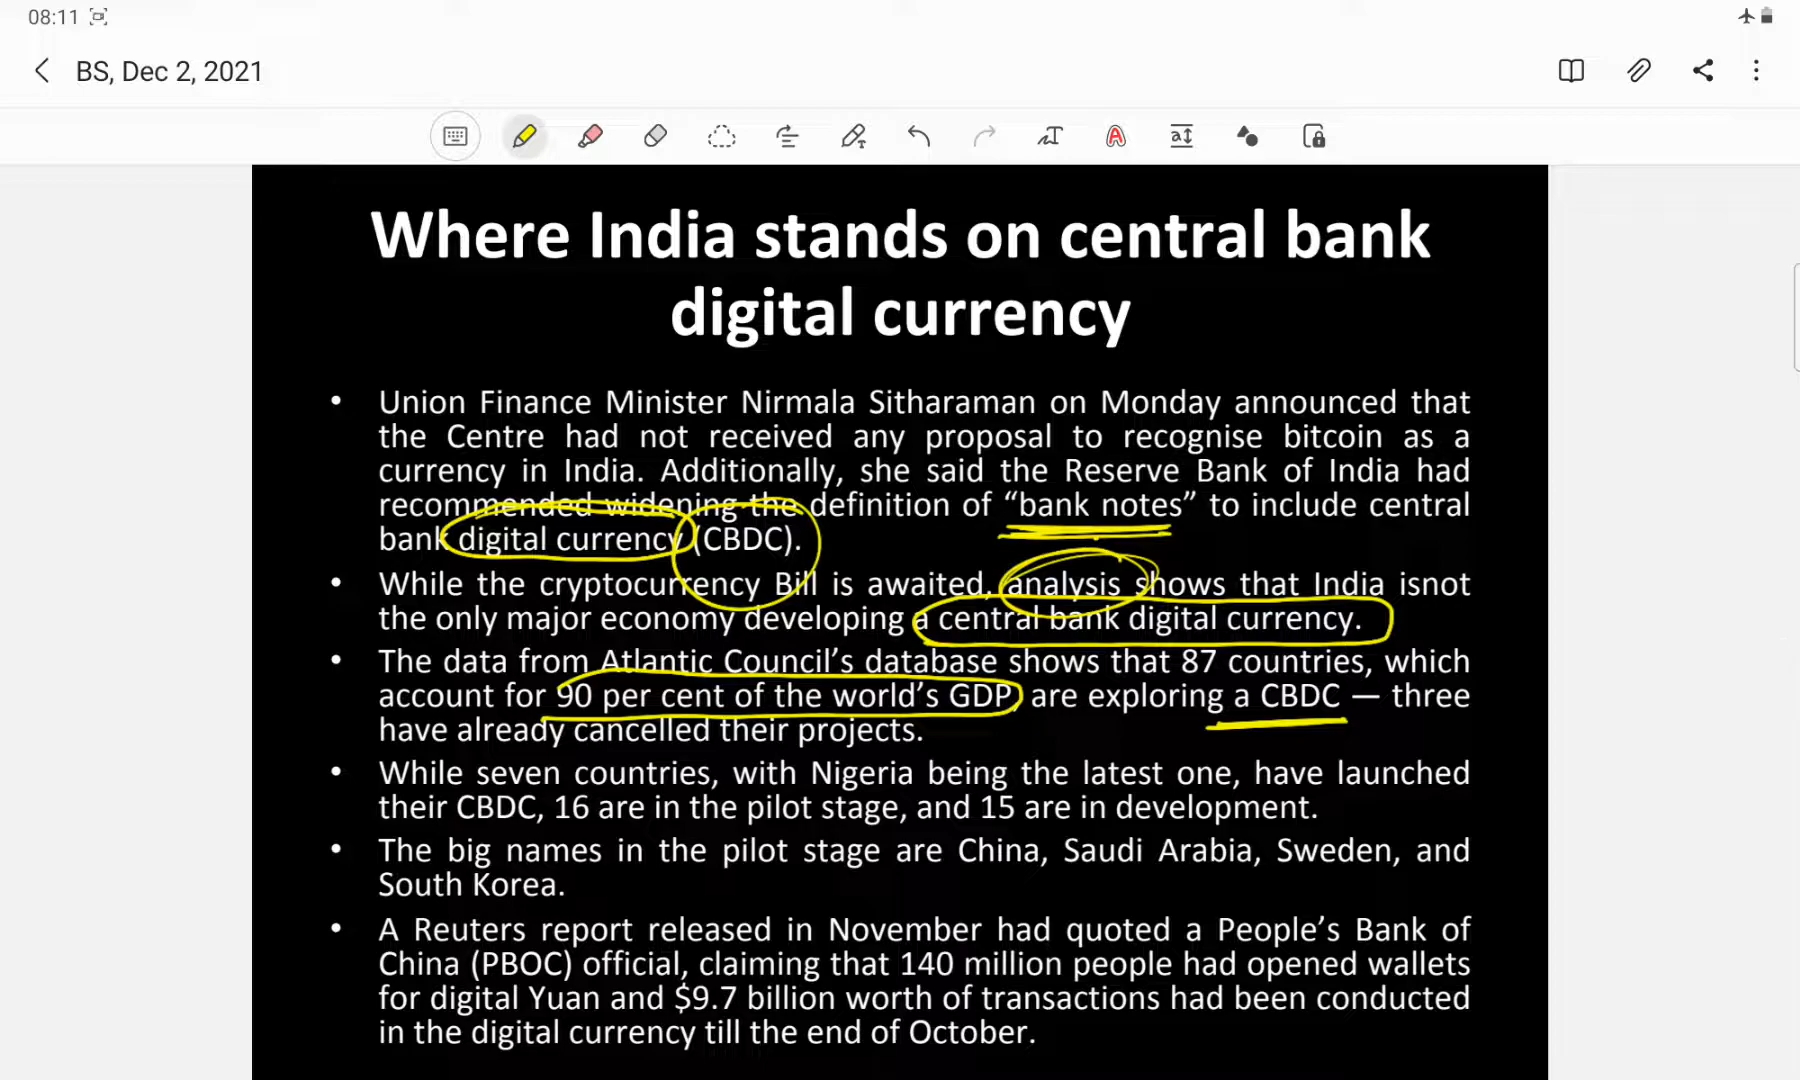 08:11
BS, Dec 2, 2021
Where India stands on central bank
digital currency
• Union Finance Minister Nirmala Sitharaman on Monday announced that
the Centre had not received any proposal to recognise bitcoin as a
currency in India. Additionally, she said the Reserve Bank of India had
recommended widening the definition of “bank notes” to include central
bank digital currency (CBDC).
• While the cryptocurrency Bill is awaited, analysis shows that India isnot
the only major economy developing a central bank digital currency.
• The data from Atlantic Council’s database shows that 87 countries, which
account for 90 per cent of the world’s GDP, are exploring a CBDC — three
have already cancelled their projects.
• While seven countries, with Nigeria being the latest one, have launched
their CBDC, 16 are in the pilot stage, and 15 are in development.
• The big names in the pilot stage are China, Saudi Arabia, Sweden, and
South Korea.
• A Reuters report released in November had quoted a People’s Bank of
China (PBOC) official, claiming that 140 million people had opened wallets
for digital Yuan and $9.7 billion worth of transactions had been conducted
in the digital currency till the end of October.